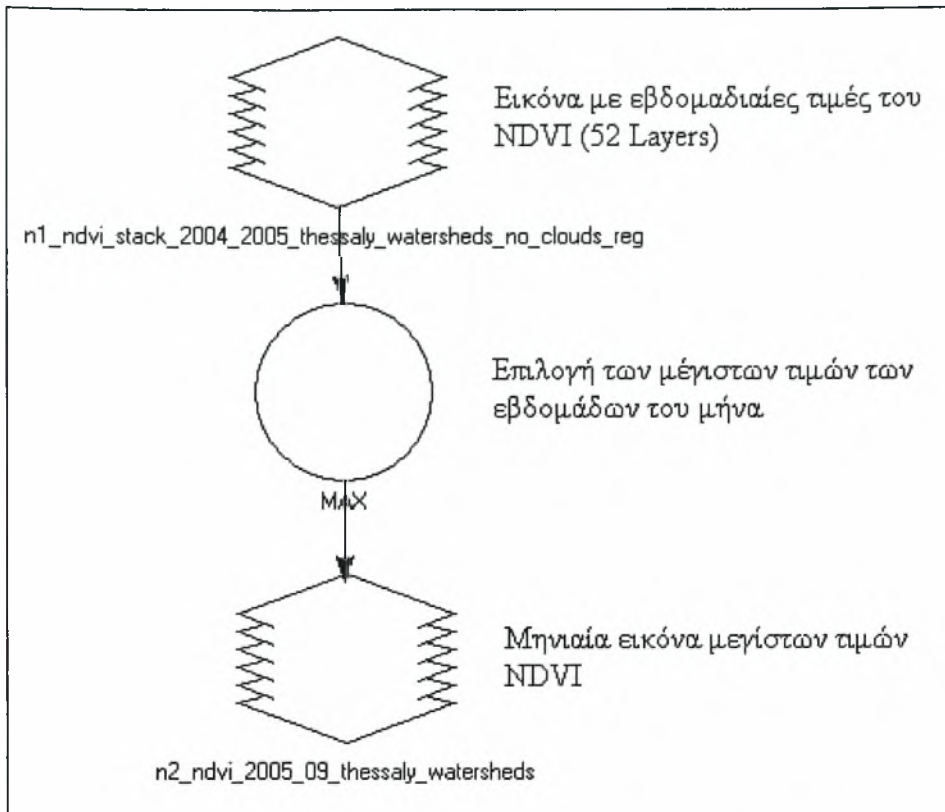 Εικόνα με εβδομαδιαίες τιμές του
NDVI (52 Layers)
n1_ndvi_stack_2004_2005_thessaly_watersheds_no_clouds_reg
Επιλογή των μέγιστων τιμών των
εβδομάδων του μήνα
MAX
Μηνιαία εικόνα μεγίστων τιμών
NDVI
n2_ndvi_2005_09_thessaly_watersheds